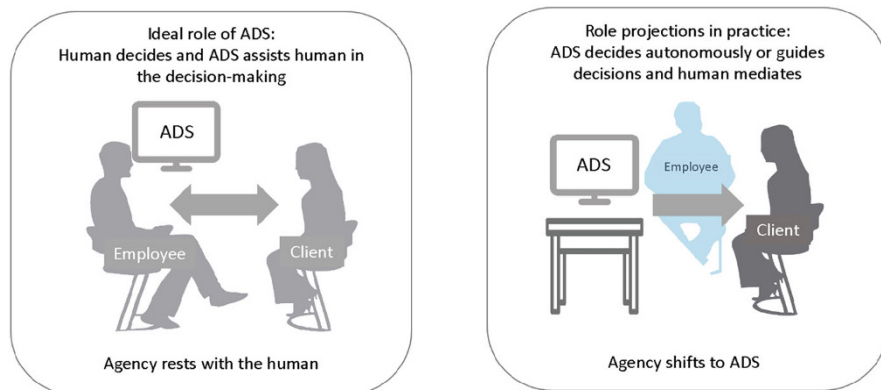 Ideal role of ADS:
Human decides and ADS assists human in
the decision-making
ADS
Employee
Client
Agency rests with the human
Role projections in practice:
ADS decides autonomously or guides
decisions and human mediates
ADS
Employee
Client
Agency shifts to ADS